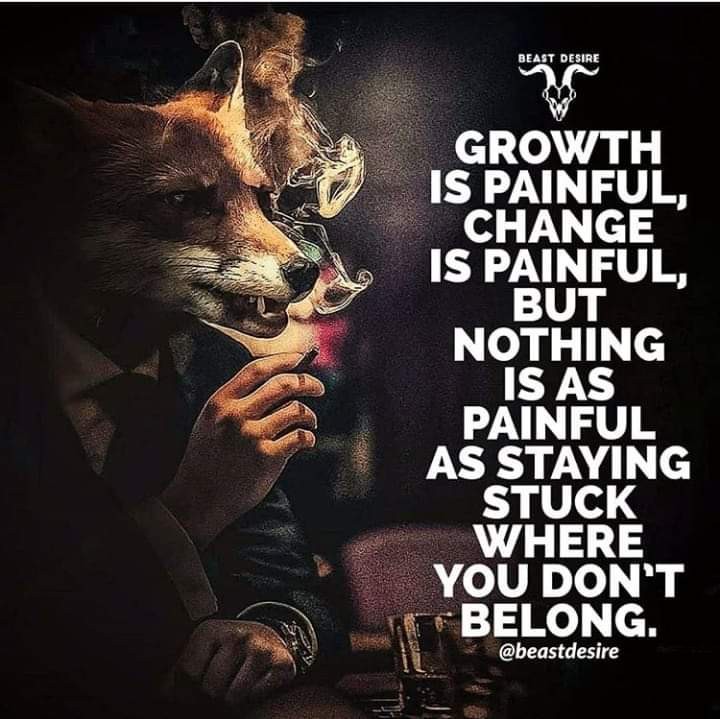 BEAST DESIRE
GROWTH
IS PAINFUL,
CHANGE
IS PAINFUL,
BUT
NOTHING
IS AS
PAINFUL
AS STAYING
STUCK
WHERE
YOU DON'T
BELONG.
@beastdesire